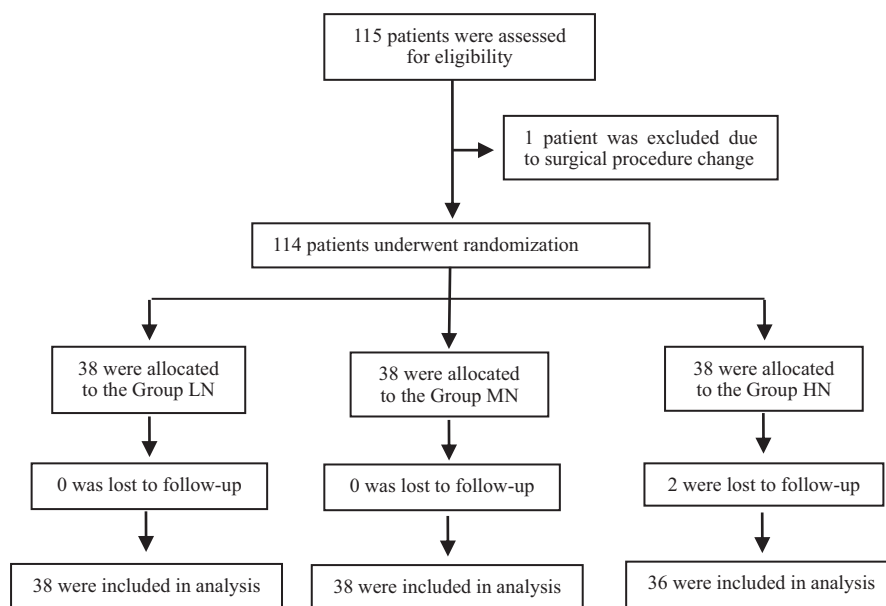 115 patients were assessed
for eligibility
1 patient was excluded due
to surgical procedure change
114 patients underwent randomization
38 were allocated
to the Group LN
38 were allocated
to the Group MN
38 were allocated
to the Group HN
0 was lost to follow-up
0 was lost to follow-up
2 were lost to follow-up
38 were included in analysis
38 were included in analysis
36 were included in analysis